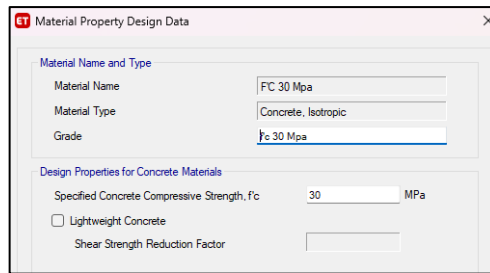 ET Material Property Design Data
Material Name and Type
Material Name F'C 30 Mpa
Material Type Concrete, Isotropic
Grade f'c 30 Mpa
Design Properties for Concrete Materials
Specified Concrete Compressive Strength, f'c 30 MPa
Lightweight Concrete
Shear Strength Reduction Factor